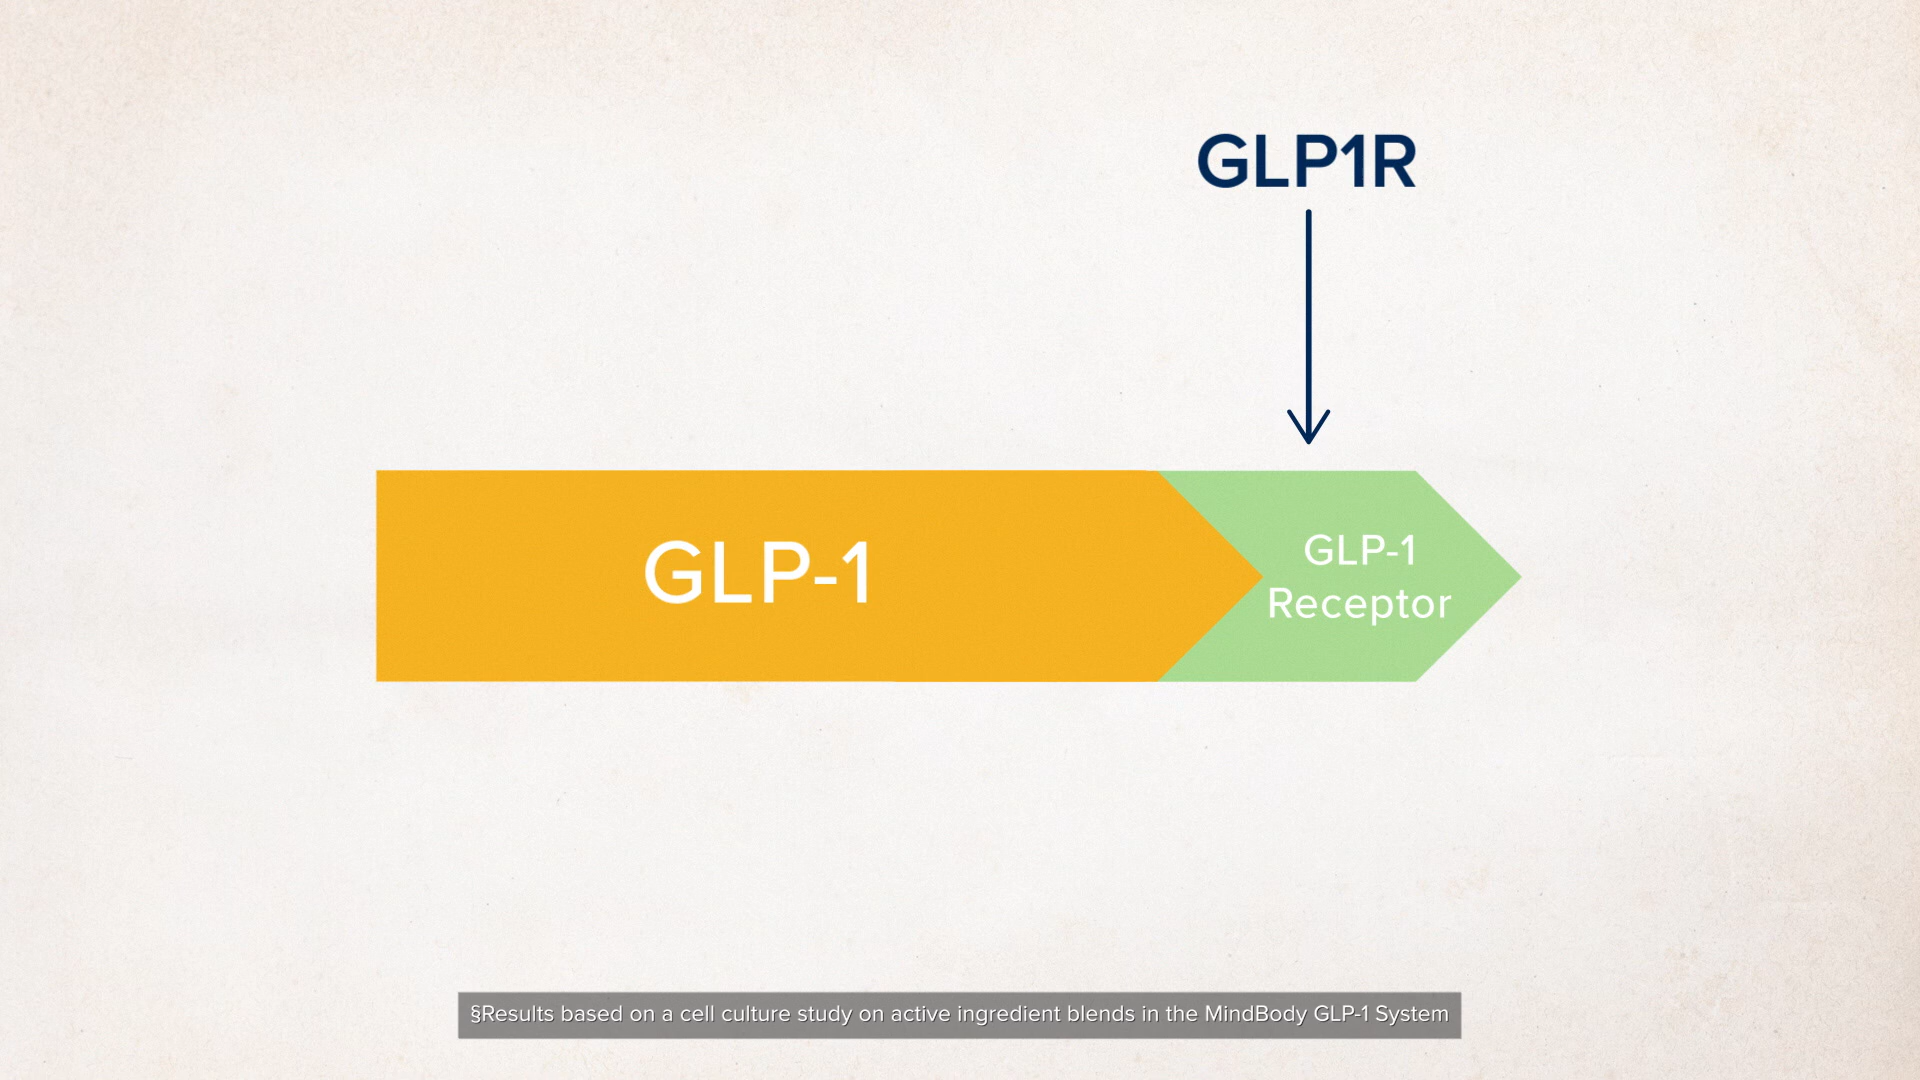 GLP1R
GLP-1
GLP-1
Receptor
§Results based on a cell culture study on active ingredient blends in the MindBody GLP-1 System